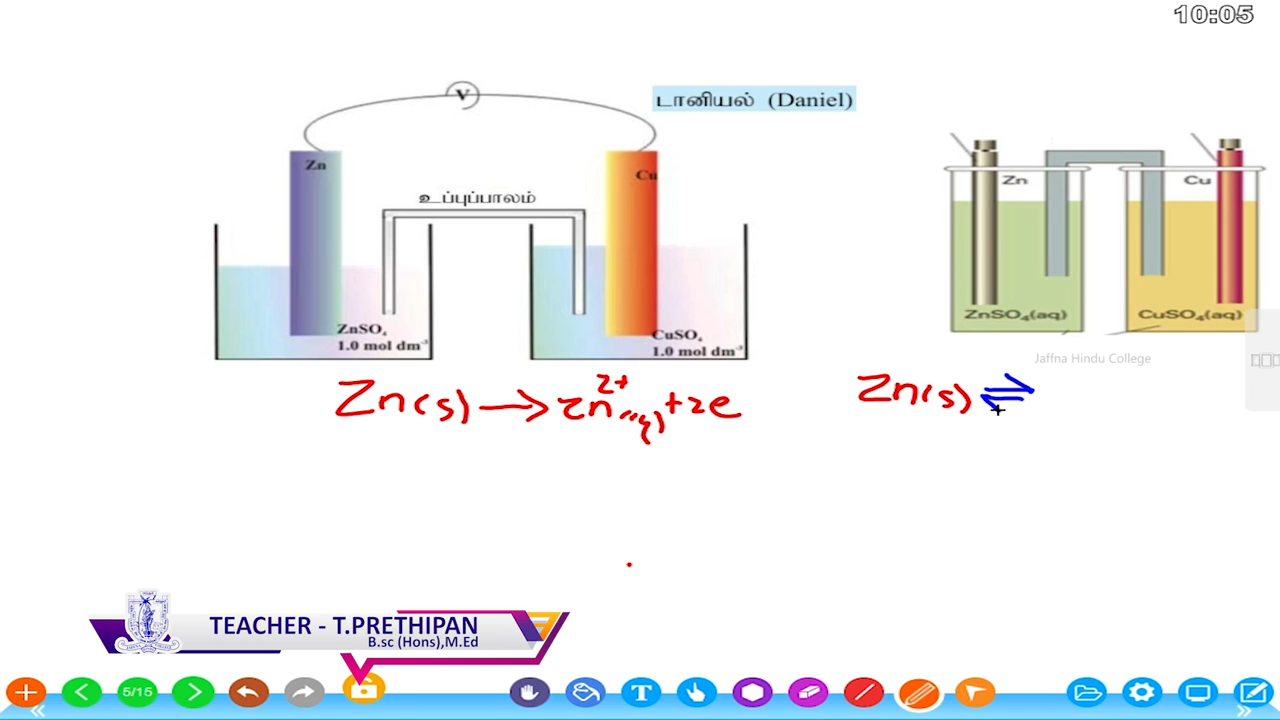 10:05
டானியல் (Daniel)
V
Zn
Cu
உப்புப்பாலம்
ZnSO₄
1.0 mol dm⁻³
CuSO₄
1.0 mol dm⁻³
Zn
Cu
ZnSO₄(aq)
CuSO₄(aq)
Jaffna Hindu College
Zn(s) → Zn²⁺(aq) + 2e
Zn(s) ⇌
TEACHER - T.PRETHIPAN
B.sc (Hons),M.Ed
5/15
T